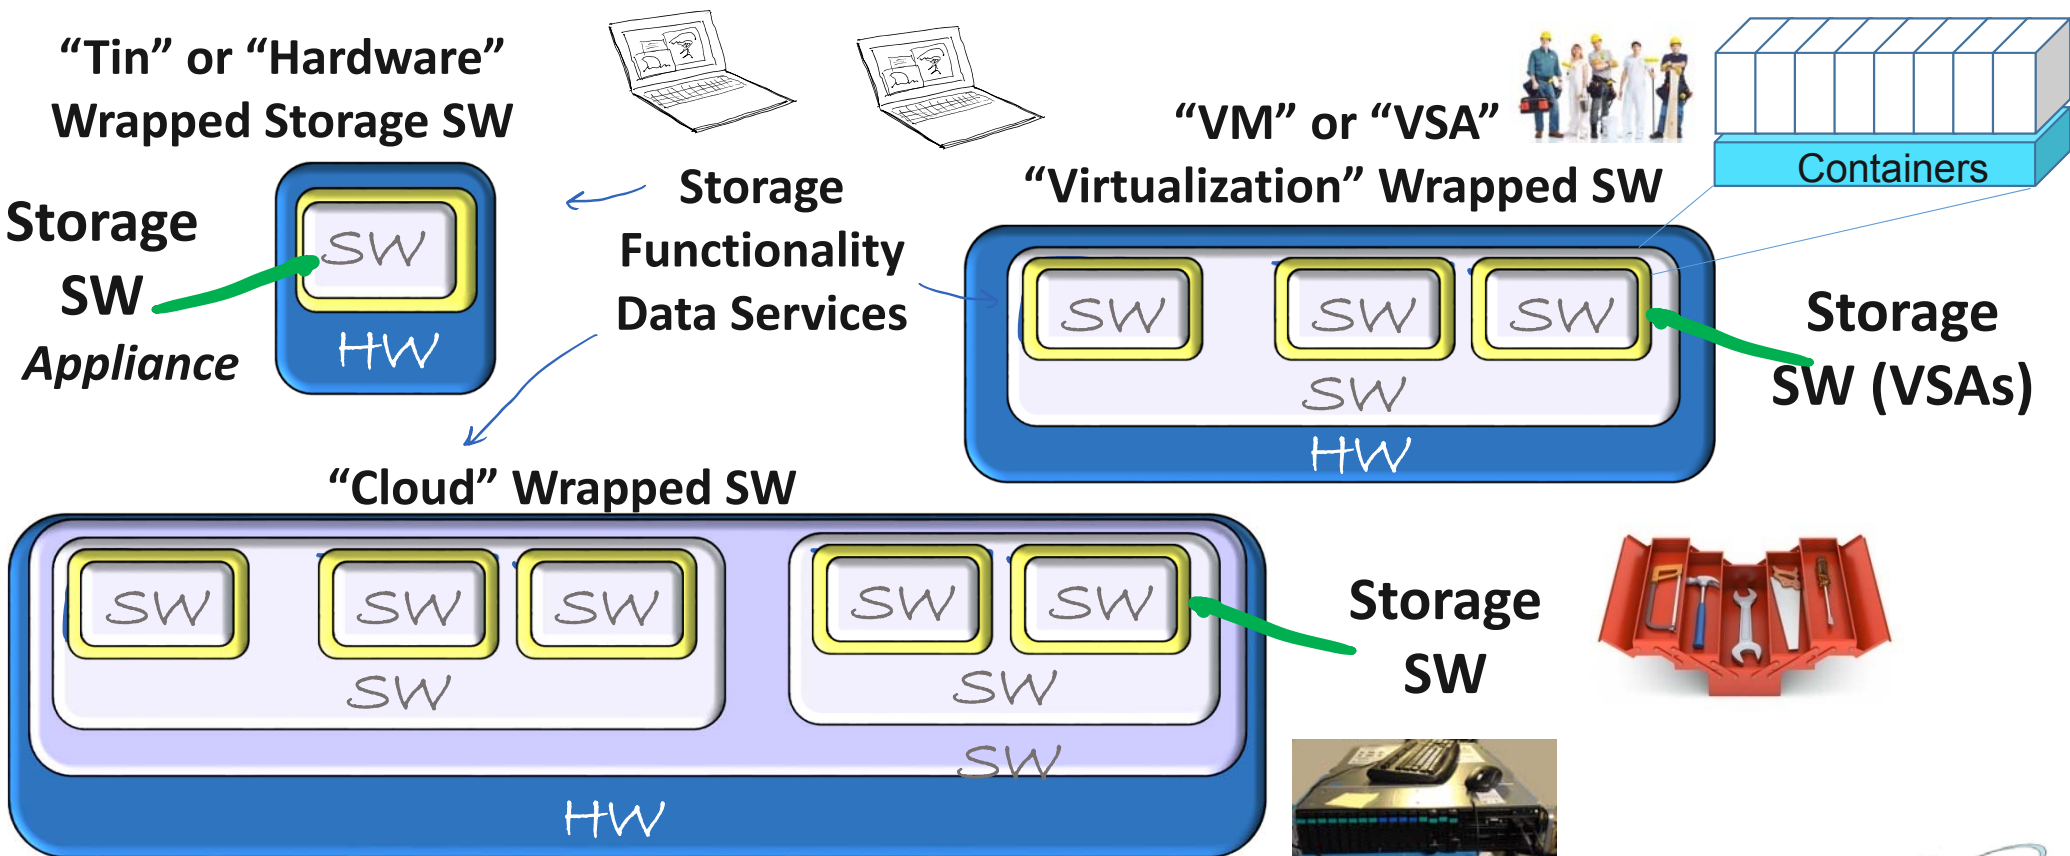 “Tin” or “Hardware”
Wrapped Storage SW
Storage
SW
Appliance
SW
HW
Storage
Functionality
Data Services
“VM” or “VSA”
“Virtualization” Wrapped SW
Containers
SW
SW
SW
SW
HW
Storage
SW (VSAs)
“Cloud” Wrapped SW
SW
SW
SW
SW
SW
SW
SW
SW
HW
Storage
SW